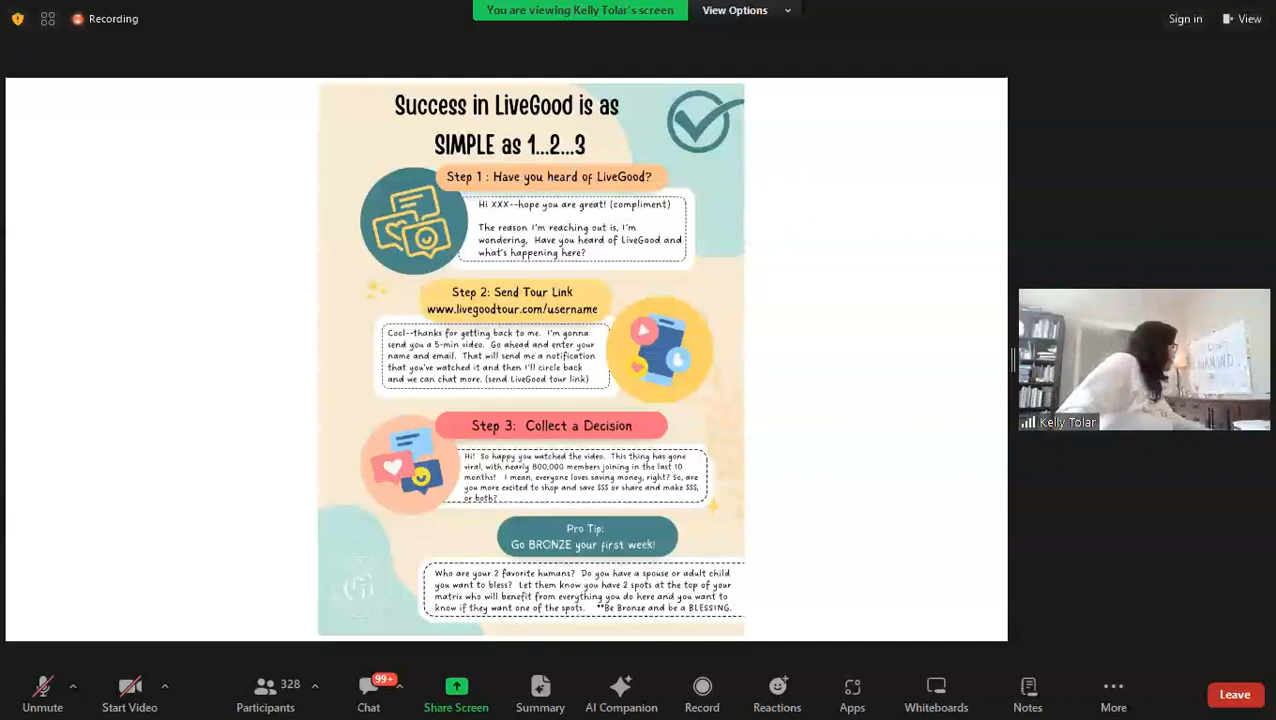 You are viewing Kelly Tolar's screen
View Options
Recording
Sign in
View
Success in LiveGood is as
SIMPLE as 1...2...3
Step 1 : Have you heard of LiveGood?
Hi XXX--hope you are great! (compliment)
The reason I'm reaching out is, I'm
wondering, Have you heard of LiveGood and
what's happening here?
Step 2: Send Tour Link
www.livegoodtour.com/username
Cool--thanks for getting back to me. I'm gonna
send you a 5-min video. Go ahead and enter your
name and email. That will send me a notification
that you've watched it and then I'll circle back
and we can chat more. (send LiveGood tour link)
Step 3: Collect a Decision
Hi! So happy you watched the video. This thing has gone
viral, with nearly 800,000 members joining in the last 10
months! I mean, everyone loves saving money, right? So, are
you more excited to shop and save $$$ or share and make $$$,
or both?
Pro Tip:
Go BRONZE your first week!
Who are your 2 favorite humans? Do you have a spouse or adult child
you want to bless? Let them know you have 2 spots at the top of your
matrix who will benefit from everything you do here and you want to
know if they want one of the spots. **Be Bronze and be a BLESSING.
Kelly Tolar
Unmute
Start Video
328
Participants
99+
Chat
Share Screen
Summary
AI Companion
Record
Reactions
Apps
Whiteboards
Notes
More
Leave